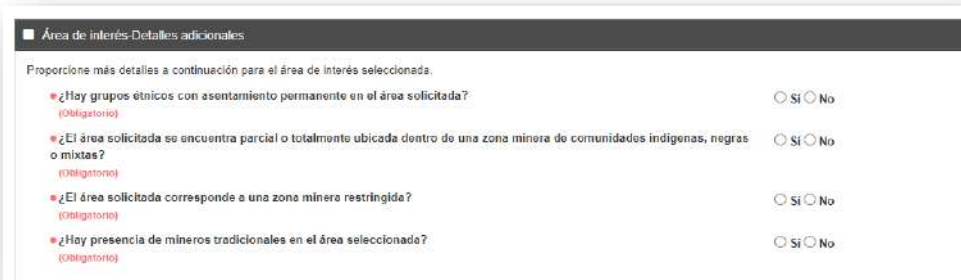 Área de interés-Detalles adicionales
Proporcione más detalles a continuación para el área de interés seleccionada.
¿Hay grupos étnicos con asentamiento permanente en el área solicitada?
Sí No
(Obligatorio)
¿El área solicitada se encuentra parcial o totalmente ubicada dentro de una zona minera de comunidades indígenas, negras
Sí No
o mixtas?
(Obligatorio)
¿El área solicitada corresponde a una zona minera restringida?
Sí No
(Obligatorio)
¿Hay presencia de mineros tradicionales en el área seleccionada?
Sí No
(Obligatorio)